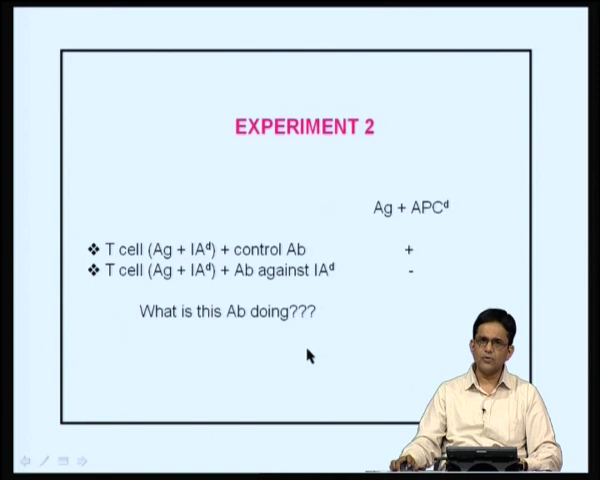 EXPERIMENT 2
Ag + APCᵈ
❖ T cell (Ag + IAᵈ) + control Ab +
❖ T cell (Ag + IAᵈ) + Ab against IAᵈ -
What is this Ab doing???